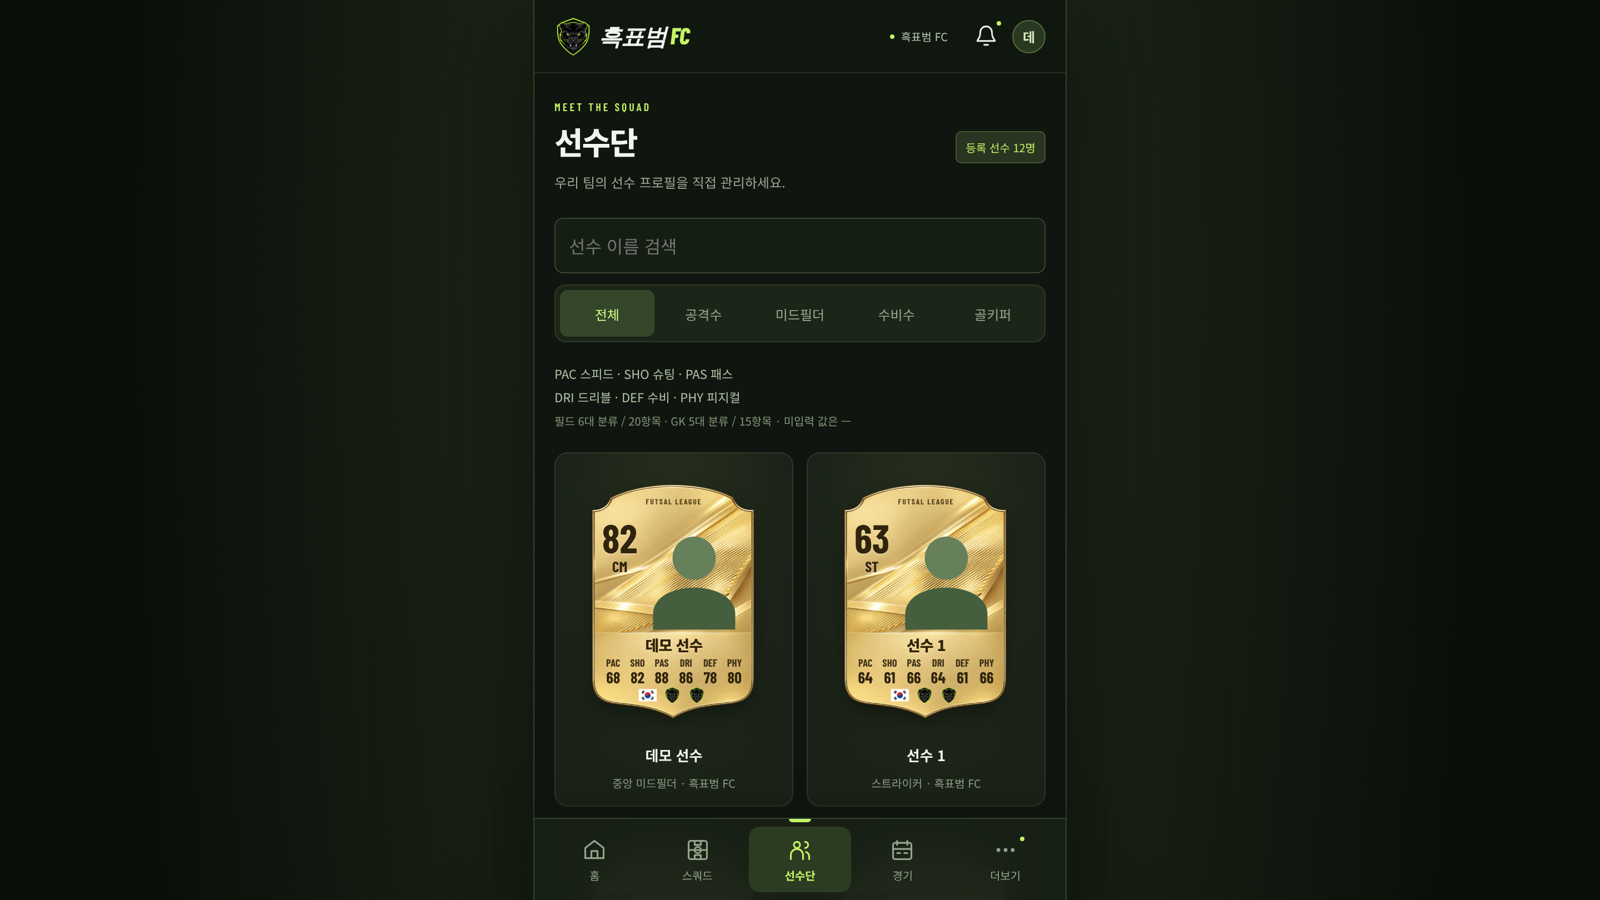 흑표범 FC
흑표범 FC
데
MEET THE SQUAD
선수단
등록 선수 12명
우리 팀의 선수 프로필을 직접 관리하세요.
선수 이름 검색
전체 공격수 미드필더 수비수 골키퍼
PAC 스피드 · SHO 슈팅 · PAS 패스
DRI 드리블 · DEF 수비 · PHY 피지컬
필드 6대 분류 / 20항목 · GK 5대 분류 / 15항목 · 미입력 값은 —
FUTSAL LEAGUE
82
CM
데모 선수
PAC SHO PAS DRI DEF PHY
68 82 88 86 78 80
데모 선수
중앙 미드필더 · 흑표범 FC
FUTSAL LEAGUE
63
ST
선수 1
PAC SHO PAS DRI DEF PHY
64 61 66 64 61 66
선수 1
스트라이커 · 흑표범 FC
홈 스쿼드 선수단 경기 더보기